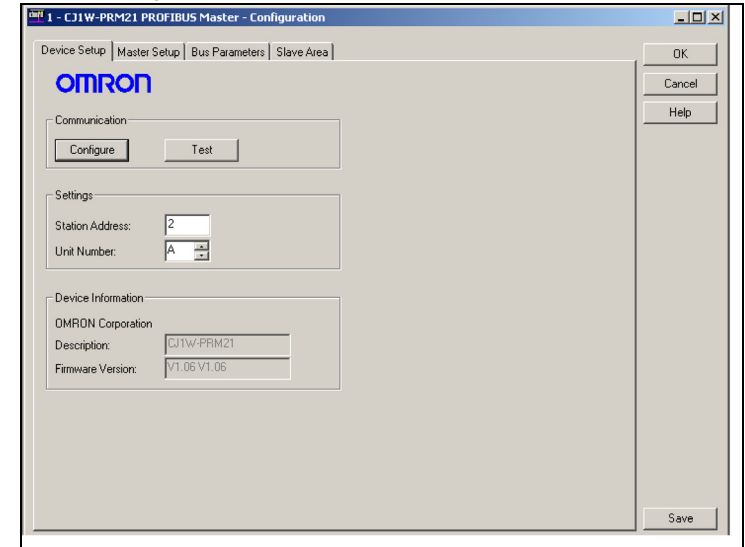 1 - CJ1W-PRM21 PROFIBUS Master - Configuration
Device Setup Master Setup Bus Parameters Slave Area
OK
Cancel
Help
OMRON
Communication
Configure Test
Settings
Station Address: 2
Unit Number: A
Device Information
OMRON Corporation
Description: CJ1W-PRM21
Firmware Version: V1.06 V1.06
Save